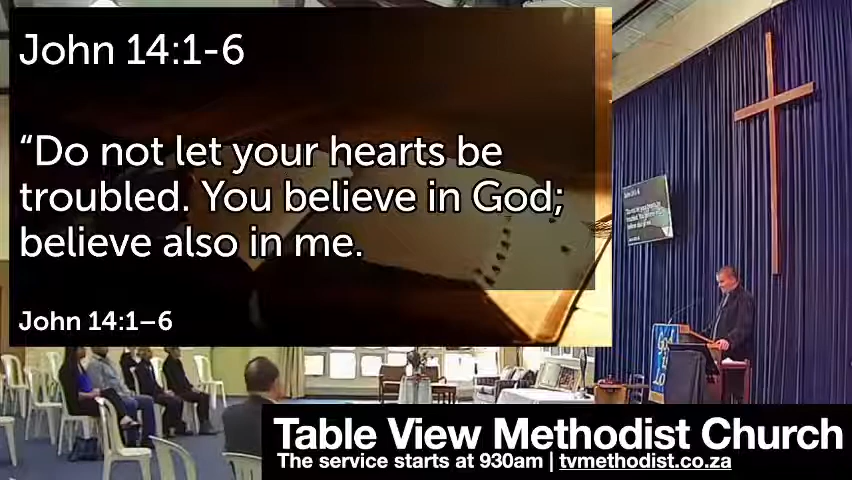 John 14:1-6
“Do not let your hearts be
troubled. You believe in God;
believe also in me.
John 14:1–6
Table View Methodist Church
The service starts at 930am | tvmethodist.co.za